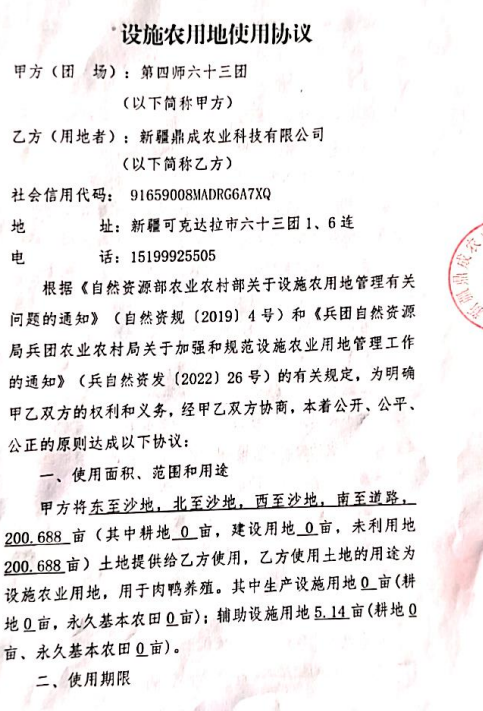 设施农用地使用协议
甲方（团 场）：第四师六十三团
（以下简称甲方）
乙方（用地者）：新疆鼎成农业科技有限公司
（以下简称乙方）
社会信用代码： 91659008MADRG6A7XQ
地 址：新疆可克达拉市六十三团1、6连
电 话：15199925505
根据《自然资源部农业农村部关于设施农用地管理有关
问题的通知》（自然资规〔2019〕4号）和《兵团自然资源
局兵团农业农村局关于加强和规范设施农业用地管理工作
的通知》（兵自然资发〔2022〕26号）的有关规定，为明确
甲乙双方的权利和义务，经甲乙双方协商，本着公开、公平、
公正的原则达成以下协议：
一、使用面积、范围和用途
甲方将东至沙地，北至沙地，西至沙地，南至道路，
200.688 亩（其中耕地 0 亩，建设用地 0 亩，未利用地
200.688 亩）土地提供给乙方使用，乙方使用土地的用途为
设施农业用地，用于肉鸭养殖。其中生产设施用地 0 亩(耕
地 0 亩，永久基本农田 0 亩)；辅助设施用地 5.14 亩(耕地 0
亩、永久基本农田 0 亩)。
二、使用期限
新疆鼎成农